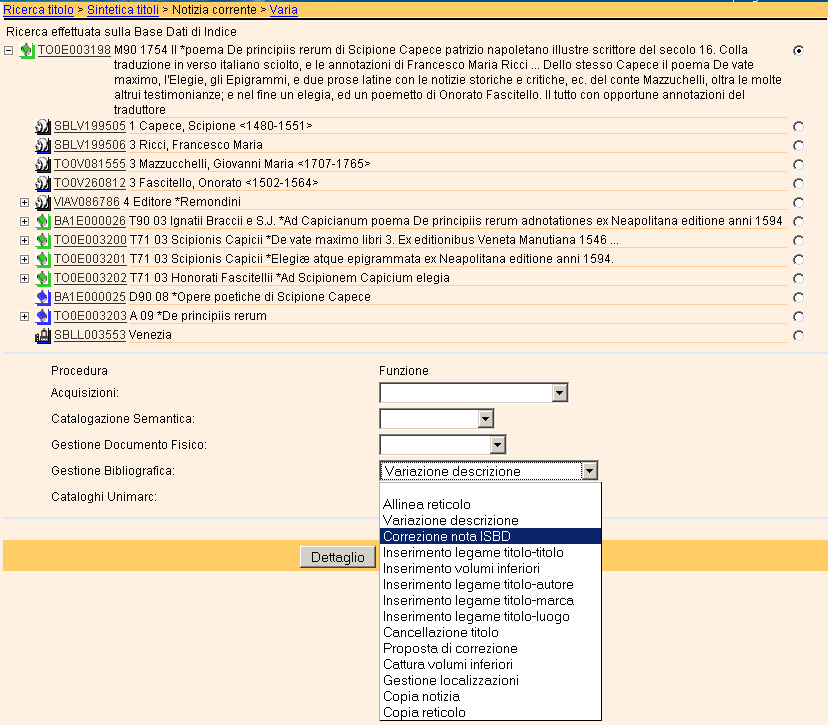 Ricerca titolo > Sintetica titoli > Notizia corrente > Varia
Ricerca effettuata sulla Base Dati di Indice
TO0E003198 M90 1754 Il *poema De principiis rerum di Scipione Capece patrizio napoletano illustre scrittore del secolo 16. Colla
traduzione in verso italiano sciolto, e le annotazioni di Francesco Maria Ricci ... Dello stesso Capece il poema De vate
maximo, l'Elegie, gli Epigrammi, e due prose latine con le notizie storiche e critiche, ec. del conte Mazzuchelli, oltra le molte
altrui testimonianze; e nel fine un elegia, ed un poemetto di Onorato Fascitello. Il tutto con opportune annotazioni del
traduttore
SBLV199505 1 Capece, Scipione <1480-1551>
SBLV199506 3 Ricci, Francesco Maria
TO0V081555 3 Mazzucchelli, Giovanni Maria <1707-1765>
TO0V260812 3 Fascitello, Onorato <1502-1564>
VIAV086786 4 Editore *Remondini
BA1E000026 T90 03 Ignatii Braccii e S.J. *Ad Capicianum poema De principiis rerum adnotationes ex Neapolitana editione anni 1594
TO0E003200 T71 03 Scipionis Capicii *De vate maximo libri 3. Ex editionibus Veneta Manutiana 1546 ...
TO0E003201 T71 03 Scipionis Capicii *Elegiæ atque epigrammata ex Neapolitana editione anni 1594.
TO0E003202 T71 03 Honorati Fascitellii *Ad Scipionem Capicium elegia
BA1E000025 D90 08 *Opere poetiche di Scipione Capece
TO0E003203 A 09 *De principiis rerum
SBLL003553 Venezia
Procedura Funzione
Acquisizioni:
Catalogazione Semantica:
Gestione Documento Fisico:
Gestione Bibliografica: Variazione descrizione
Cataloghi Unimarc:
Allinea reticolo
Variazione descrizione
Correzione nota ISBD
Inserimento legame titolo-titolo
Dettaglio
Inserimento volumi inferiori
Inserimento legame titolo-autore
Inserimento legame titolo-marca
Inserimento legame titolo-luogo
Cancellazione titolo
Proposta di correzione
Cattura volumi inferiori
Gestione localizzazioni
Copia notizia
Copia reticolo